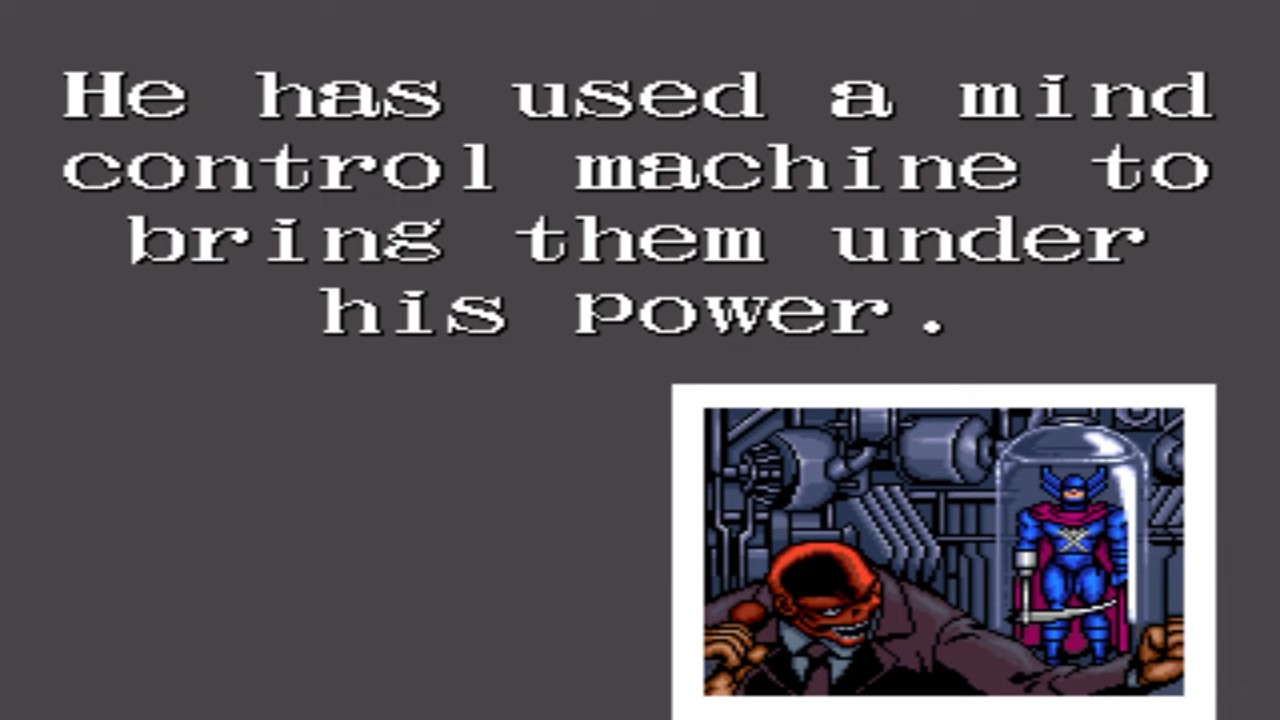 He has used a mind
control machine to
bring them under
his power.